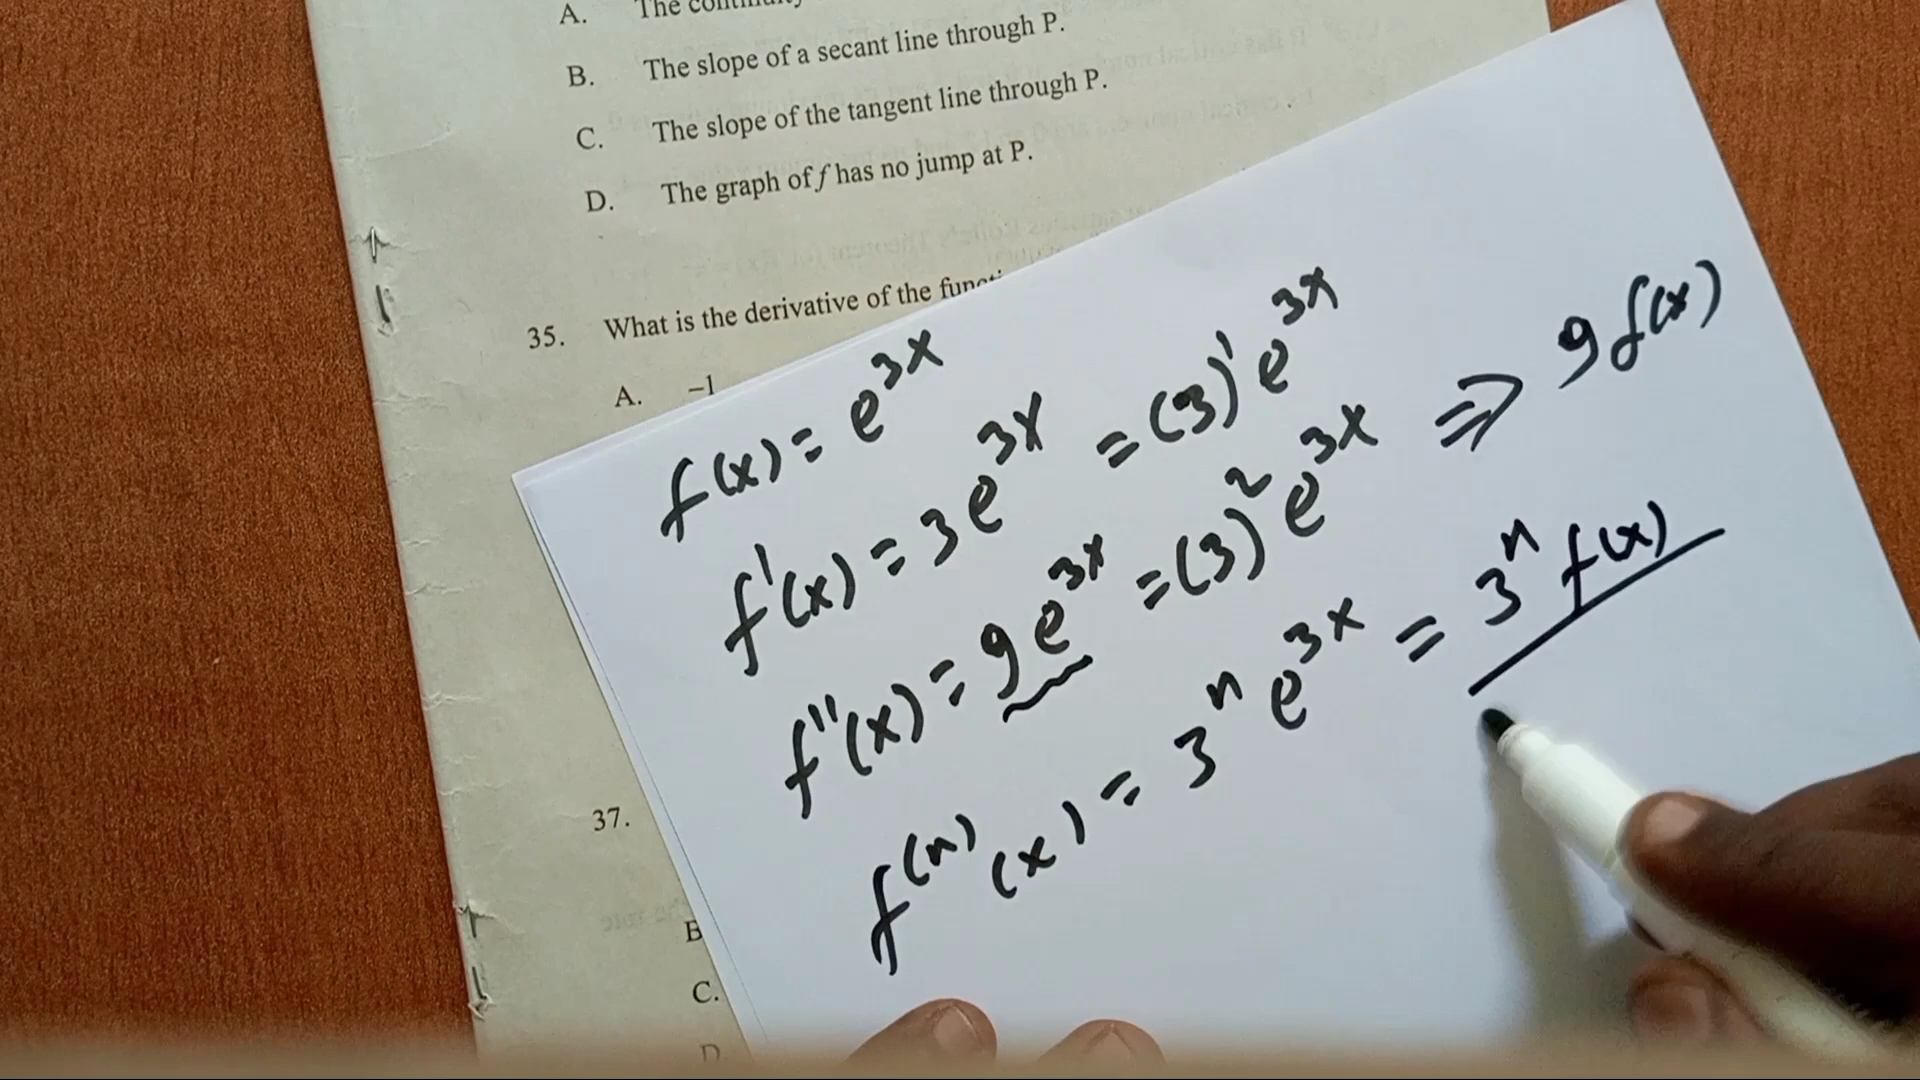 A. The
B. The slope of a secant line through P.
C. The slope of the tangent line through P.
D. The graph of f has no jump at P.
35. What is the derivative of the
A. −1
f(x) = e^{3x}
f'(x) = 3e^{3x} = (3)^1 e^{3x}
f''(x) = 9e^{3x} = (3)^2 e^{3x} ⇒ 9f(x)
f^{(n)}(x) = 3^n e^{3x} = 3^n f(x)
37.
B
C.
D